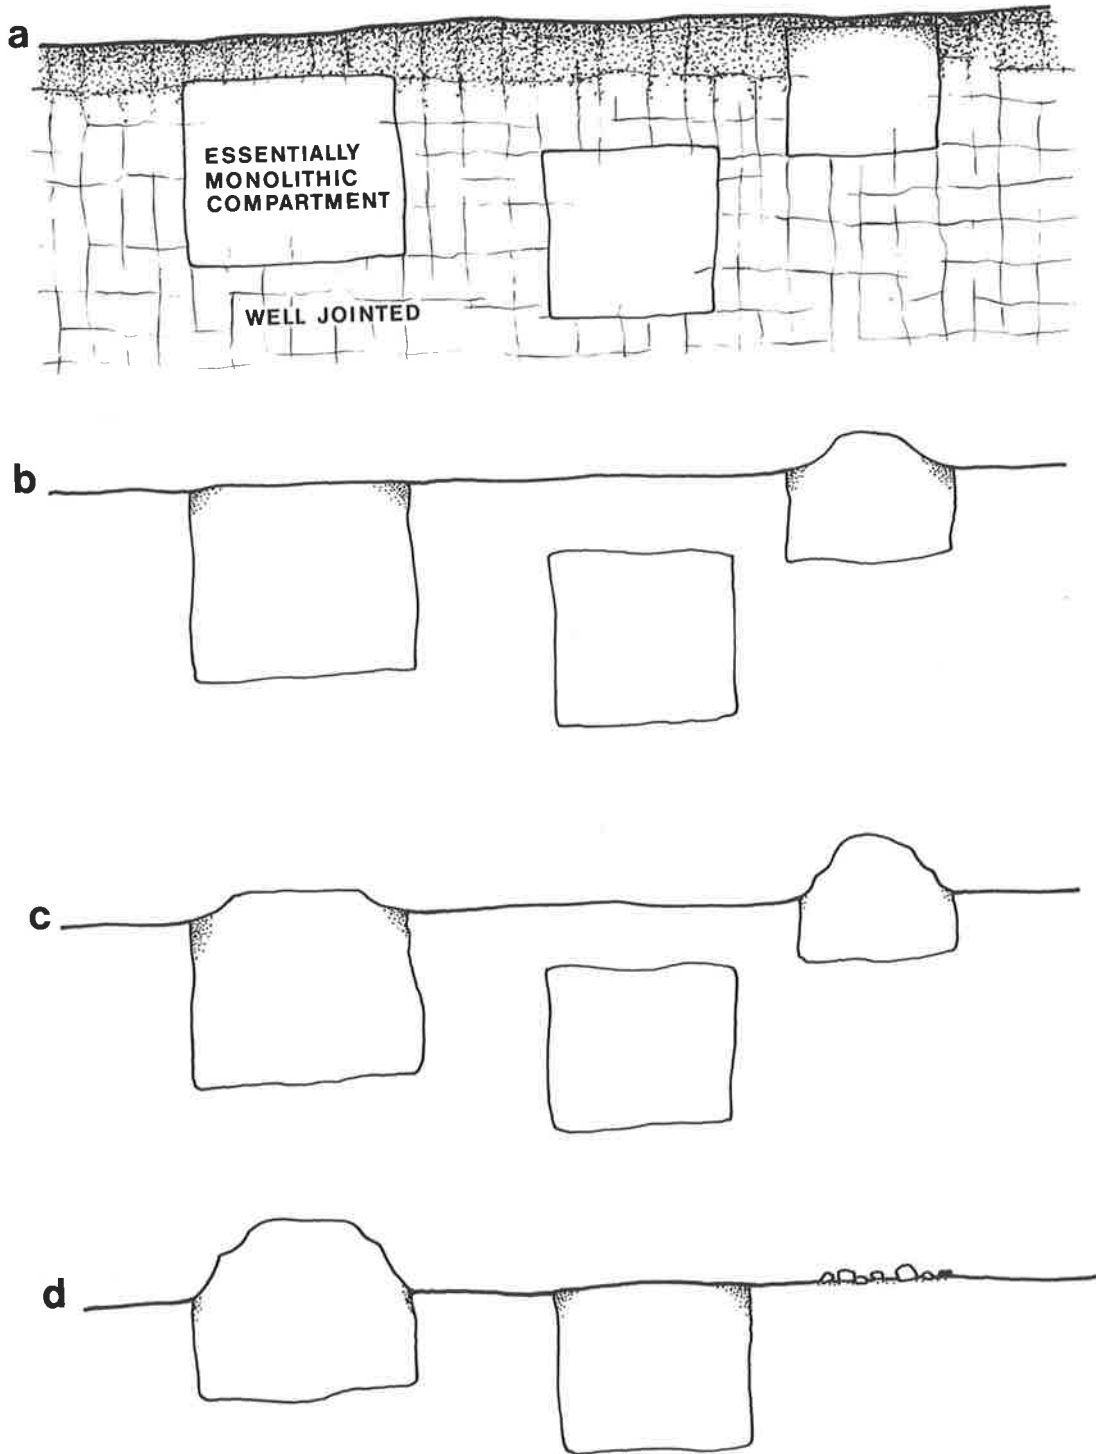 a
ESSENTIALLY
MONOLITHIC
COMPARTMENT
WELL JOINTED
b
c
d